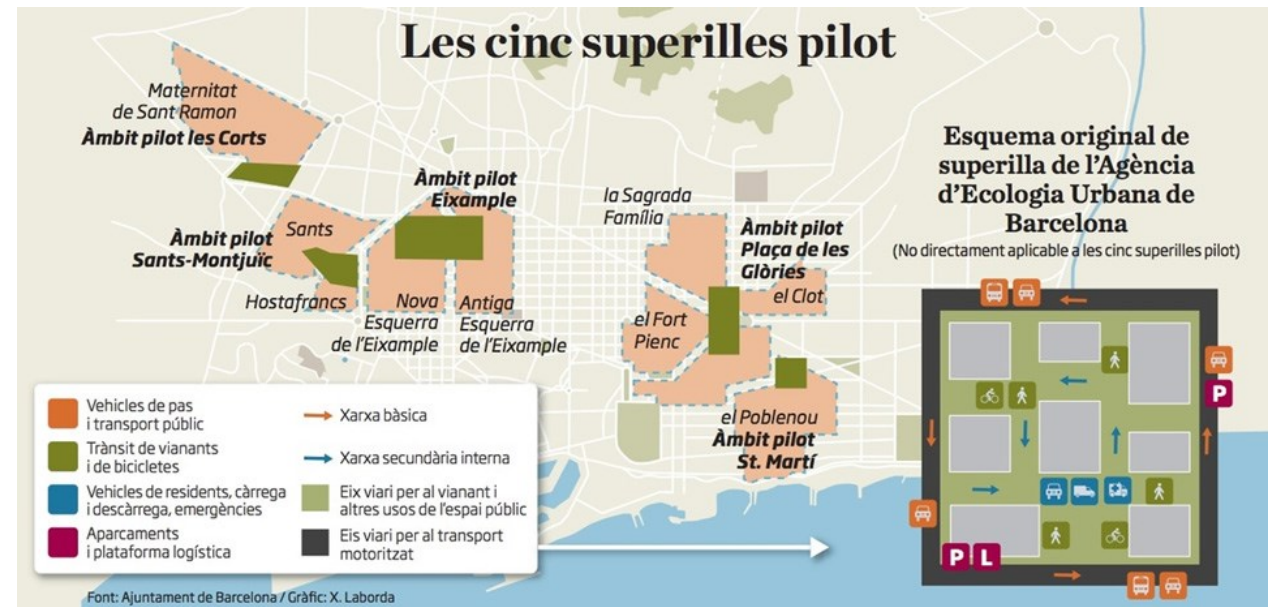 Les cinc superilles pilot
Maternitat
de Sant Ramon
Àmbit pilot les Corts
Àmbit pilot
Eixample
Sants
Àmbit pilot
Sants-Montjuïc
Hostafrancs
Nova
Esquerra
de l'Eixample
Antiga
Esquerra
de l'Eixample
la Sagrada
Família
Àmbit pilot
Plaça de les
Glòries
el Clot
el Fort
Pienc
el Poblenou
Àmbit pilot
St. Martí
Esquema original de
superilla de l'Agència
d'Ecologia Urbana de
Barcelona
(No directament aplicable a les cinc superilles pilot)
P
P L
Vehicles de pas
i transport públic
Trànsit de vianants
i de bicicletes
Vehicles de residents, càrrega
i descàrrega, emergències
Aparcaments
i plataforma logística
Xarxa bàsica
Xarxa secundària interna
Eix viari per al vianant i
altres usos de l'espai públic
Eis viari per al transport
motoritzat
Font: Ajuntament de Barcelona / Gràfic: X. Laborda